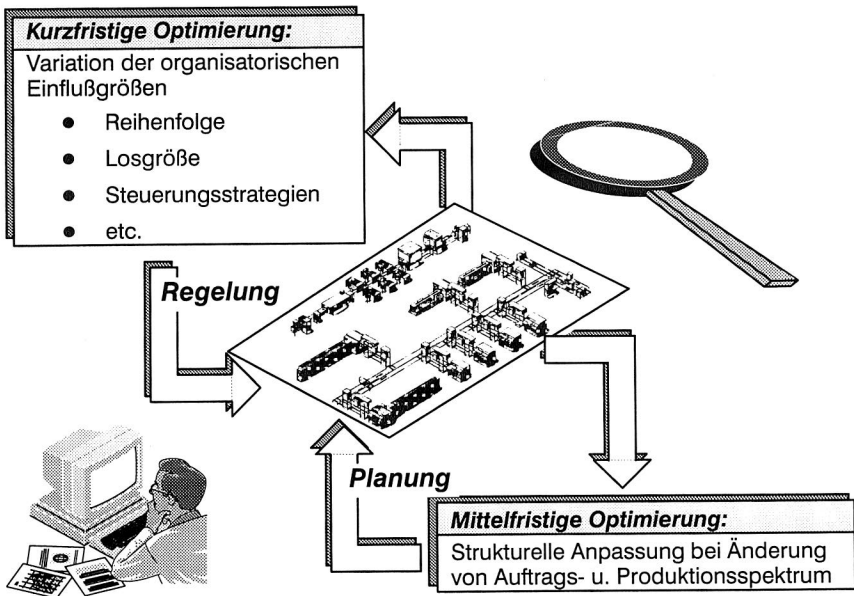 Kurzfristige Optimierung:
Variation der organisatorischen
Einflußgrößen
● Reihenfolge
● Losgröße
● Steuerungsstrategien
● etc.
Regelung
Planung
Mittelfristige Optimierung:
Strukturelle Anpassung bei Änderung
von Auftrags- u. Produktionsspektrum